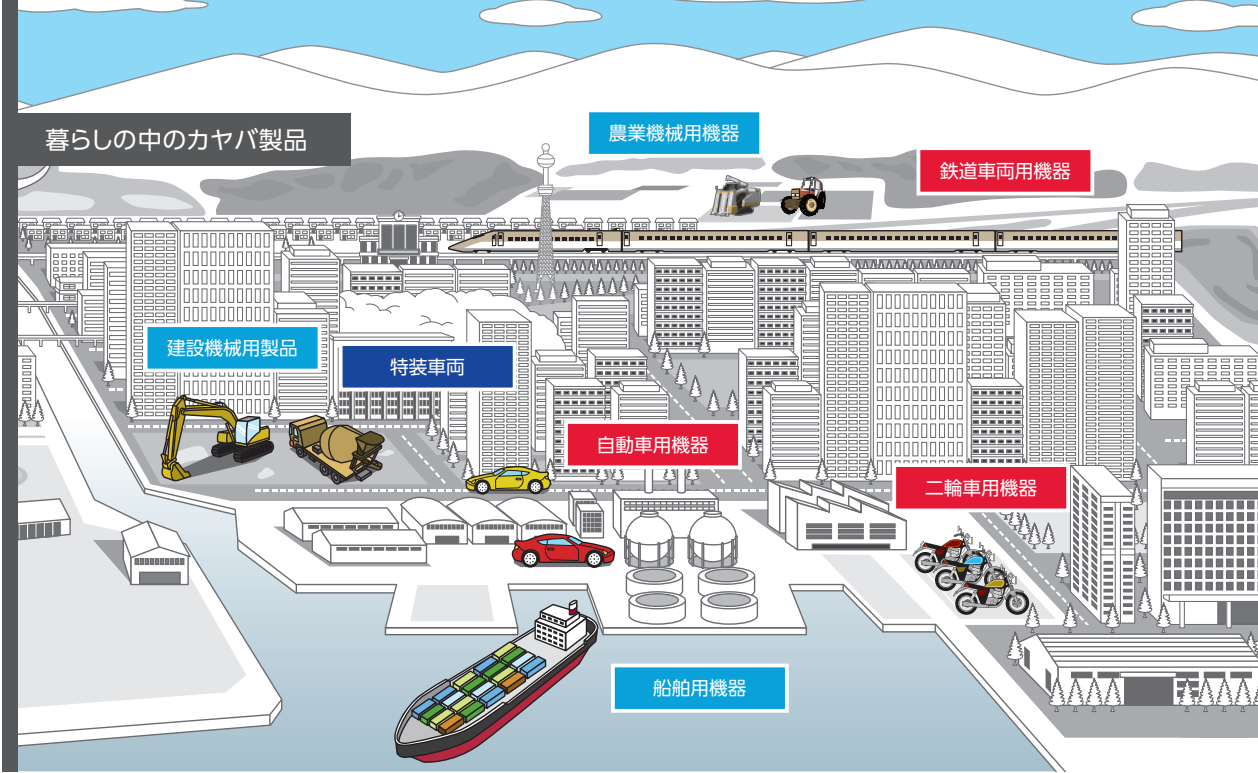 暮らしの中のカヤバ製品
農業機械用機器
鉄道車両用機器
建設機械用製品
特装車両
自動車用機器
二輪車用機器
船舶用機器